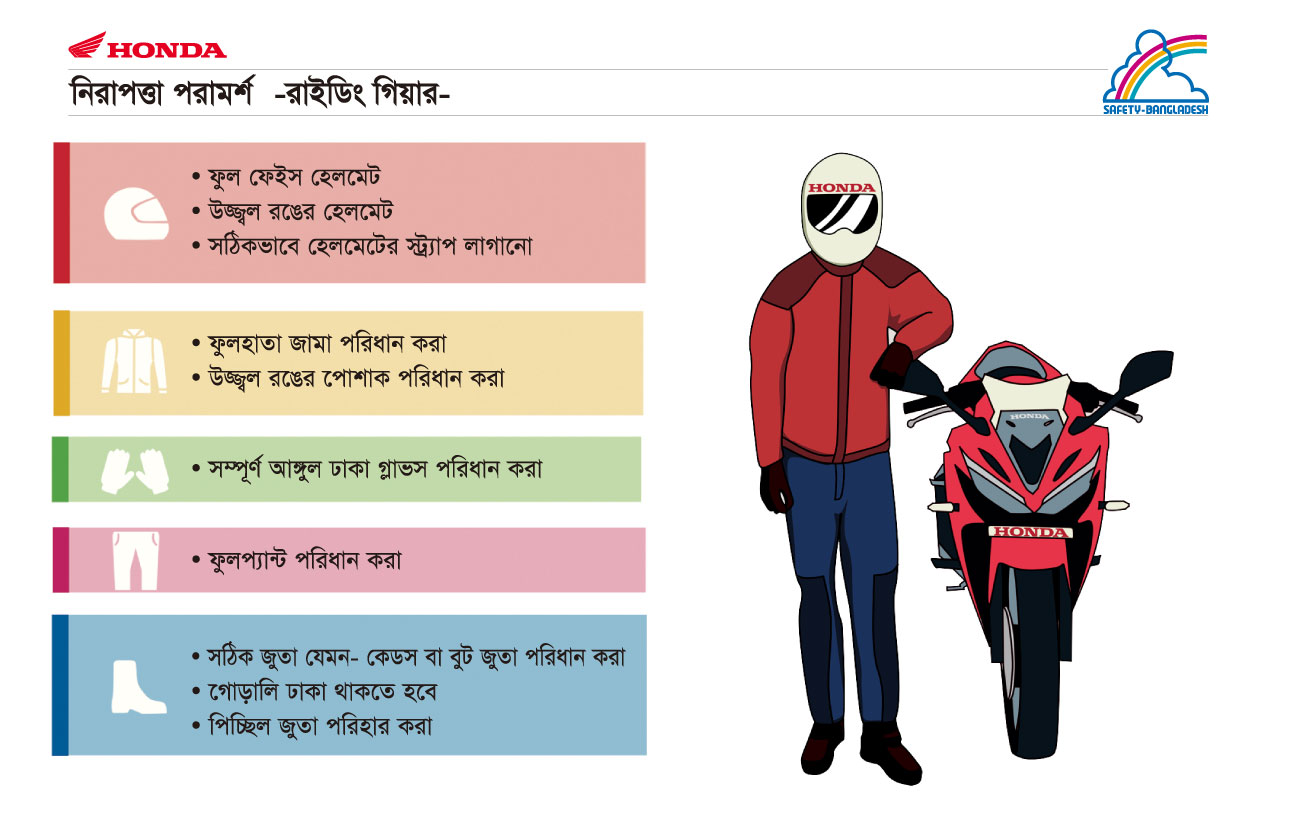 HONDA
নিরাপত্তা পরামর্শ -রাইডিং গিয়ার-
SAFETY-BANGLADESH
• ফুল ফেইস হেলমেট
• উজ্জ্বল রঙের হেলমেট
• সঠিকভাবে হেলমেটের স্ট্র্যাপ লাগানো
• ফুলহাতা জামা পরিধান করা
• উজ্জ্বল রঙের পোশাক পরিধান করা
• সম্পূর্ণ আঙ্গুল ঢাকা গ্লাভস পরিধান করা
• ফুলপ্যান্ট পরিধান করা
• সঠিক জুতা যেমন- কেডস বা বুট জুতা পরিধান করা
• গোড়ালি ঢাকা থাকতে হবে
• পিচ্ছিল জুতা পরিহার করা
HONDA
HONDA
HONDA